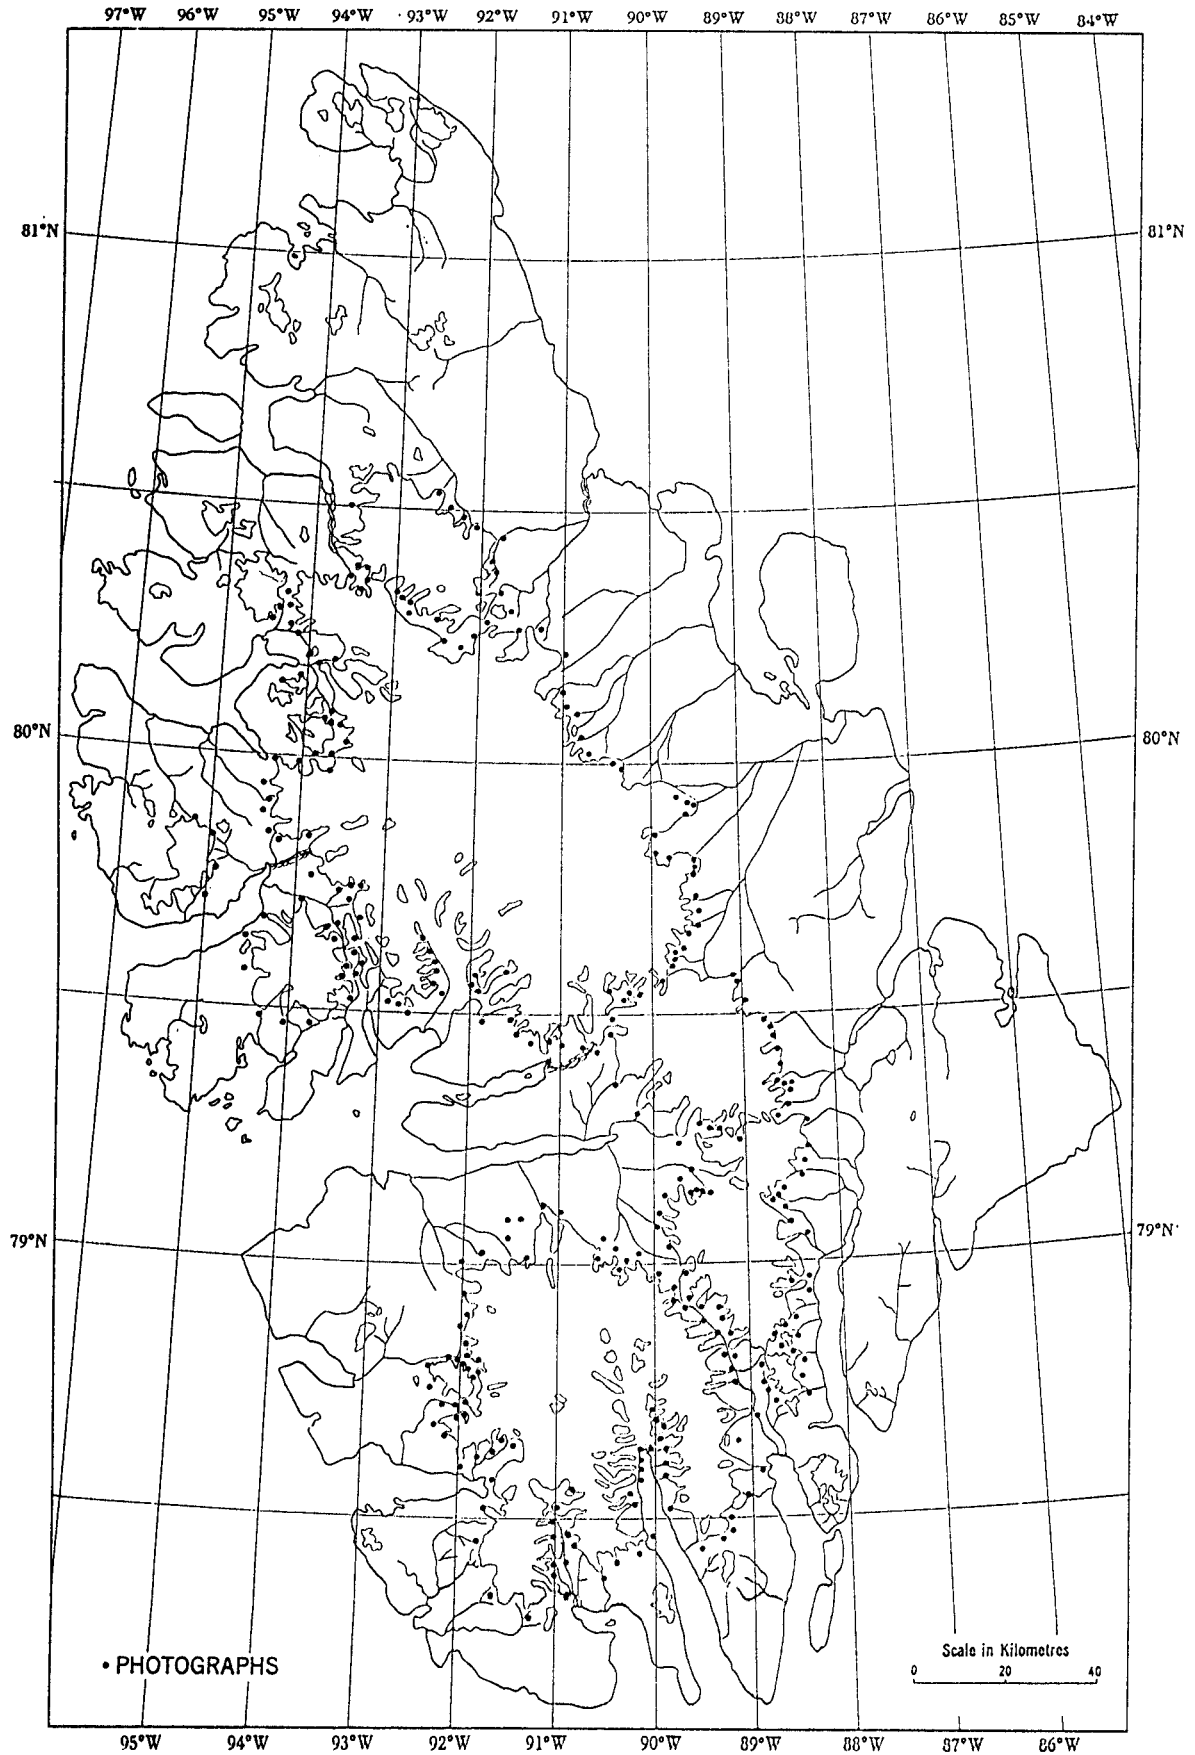 97°W 96°W 95°W 94°W 93°W 92°W 91°W 90°W 89°W 88°W 87°W 86°W 85°W 84°W
81°N 81°N
80°N 80°N
79°N 79°N
• PHOTOGRAPHS
Scale in Kilometres
0 20 40
95°W 94°W 93°W 92°W 91°W 90°W 89°W 88°W 87°W 86°W